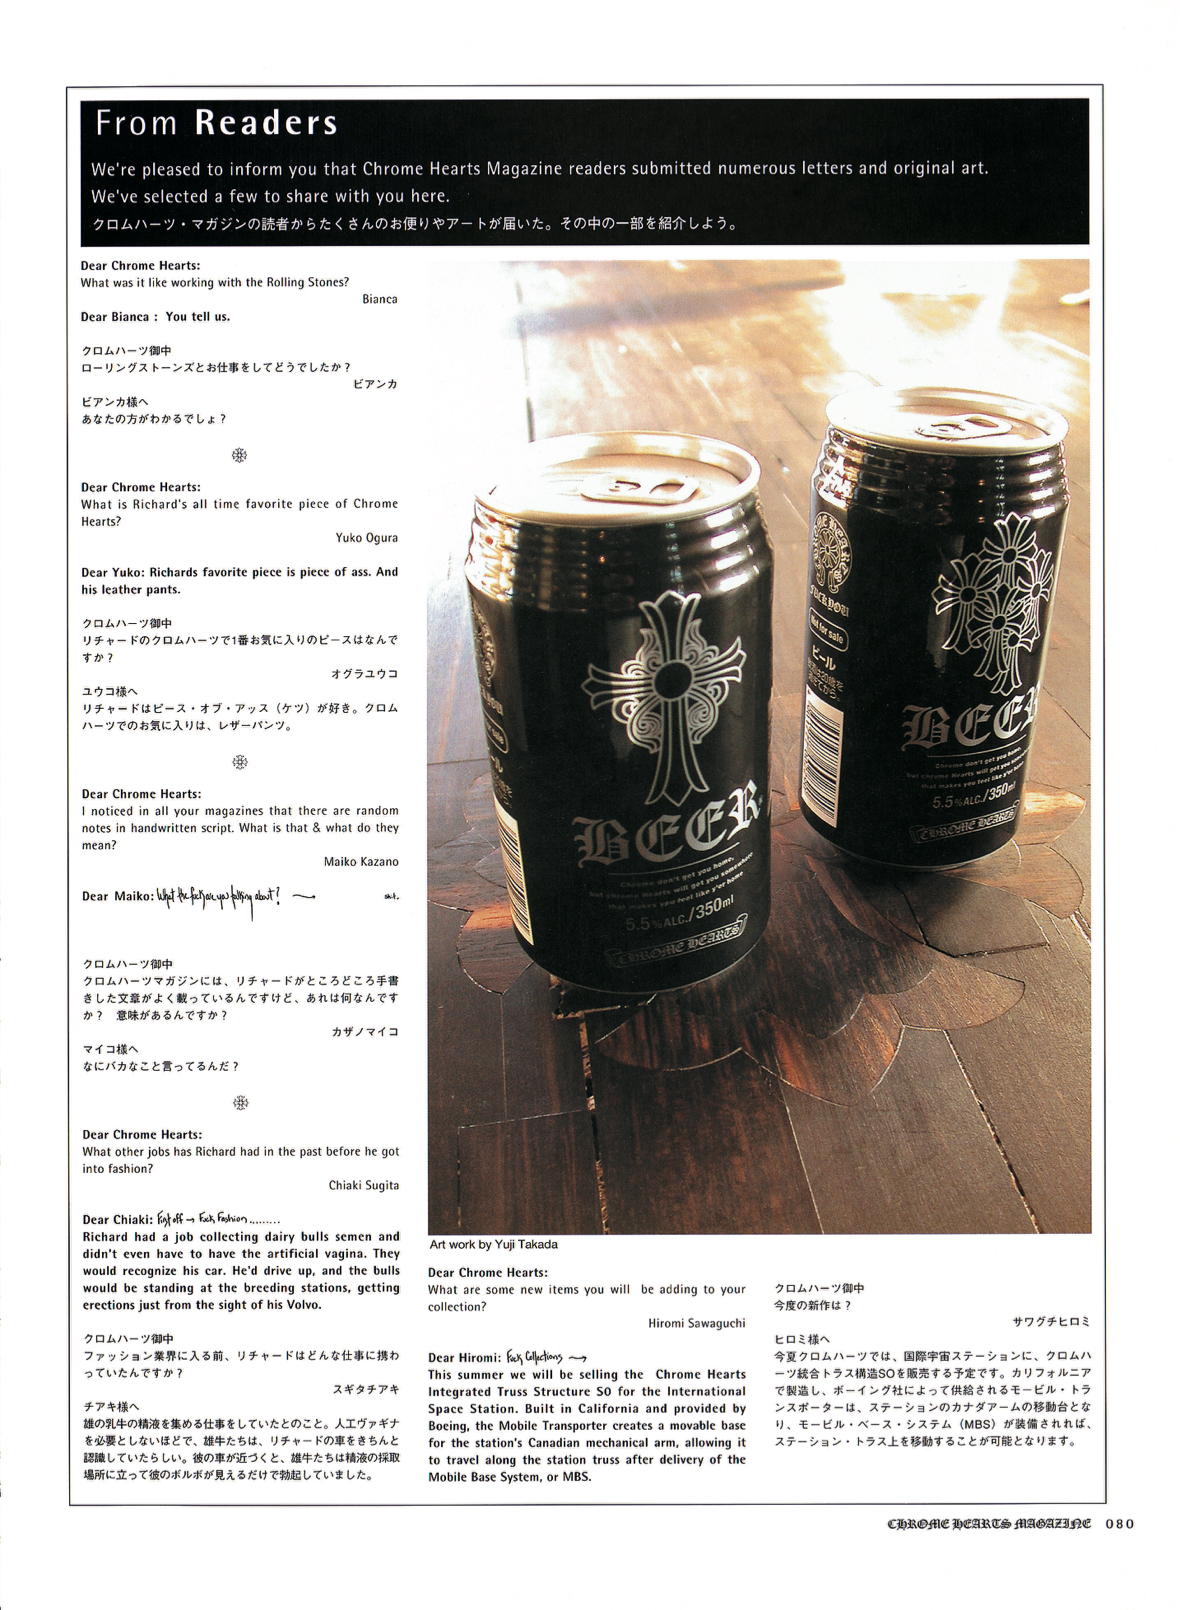 From Readers
We're pleased to inform you that Chrome Hearts Magazine readers submitted numerous letters and original art.
We've selected a few to share with you here.
クロムハーツ・マガジンの読者からたくさんのお便りやアートが届いた。その中の一部を紹介しよう。
Dear Chrome Hearts:
What was it like working with the Rolling Stones?
Bianca
Dear Bianca : You tell us.
クロムハーツ御中
ローリングストーンズとお仕事をしてどうでしたか？
ビアンカ
ビアンカ様へ
あなたの方がわかるでしょ？
Dear Chrome Hearts:
What is Richard's all time favorite piece of Chrome
Hearts?
Yuko Ogura
Dear Yuko: Richards favorite piece is piece of ass. And
his leather pants.
クロムハーツ御中
リチャードのクロムハーツで1番お気に入りのピースはなんで
すか？
オグラユウコ
ユウコ様へ
リチャードはピース・オブ・アッス（ケツ）が好き。クロム
ハーツでのお気に入りは、レザーパンツ。
Dear Chrome Hearts:
I noticed in all your magazines that there are random
notes in handwritten script. What is that & what do they
mean?
Maiko Kazano
Dear Maiko: What the fuck are you talking about?
クロムハーツ御中
クロムハーツマガジンには、リチャードがところどころ手書
きした文章がよく載っているんですけど、あれは何なんです
か？　意味があるんですか？
カザノマイコ
マイコ様へ
なにバカなこと言ってるんだ？
Dear Chrome Hearts:
What other jobs has Richard had in the past before he got
into fashion?
Chiaki Sugita
Dear Chiaki: First off → Fuck Fashion.........
Richard had a job collecting dairy bulls semen and
didn't even have to have the artificial vagina. They
would recognize his car. He'd drive up, and the bulls
would be standing at the breeding stations, getting
erections just from the sight of his Volvo.
クロムハーツ御中
ファッション業界に入る前、リチャードはどんな仕事に携わ
っていたんですか？
スギタチアキ
チアキ様へ
雄の乳牛の精液を集める仕事をしていたとのこと。人工ヴァギナ
を必要としないほどで、雄牛たちは、リチャードの車をきちんと
認識していたらしい。彼の車が近づくと、雄牛たちは精液の採取
場所に立って彼のボルボが見えるだけで勃起していました。
BEER
Chrome don't get you home,
but chrome hearts will get you somewhere
that makes you feel like y'er home
5.5%ALC./350ml
CHROME HEARTS
FUCK YOU
Not for sale
ビール
BEER
Chrome don't get you home,
but chrome Hearts will get you
that makes you feel like y'er home
5.5%ALC./350ml
CHROME HEARTS
Art work by Yuji Takada
Dear Chrome Hearts:
What are some new items you will be adding to your
collection?
Hiromi Sawaguchi
Dear Hiromi: Fuck Collections →
This summer we will be selling the Chrome Hearts
Integrated Truss Structure S0 for the International
Space Station. Built in California and provided by
Boeing, the Mobile Transporter creates a movable base
for the station's Canadian mechanical arm, allowing it
to travel along the station truss after delivery of the
Mobile Base System, or MBS.
クロムハーツ御中
今度の新作は？
サワグチヒロミ
ヒロミ様へ
今夏クロムハーツでは、国際宇宙ステーションに、クロムハ
ーツ統合トラス構造SOを販売する予定です。カリフォルニア
で製造し、ボーイング社によって供給されるモービル・トラ
ンスポーターは、ステーションのカナダアームの移動台とな
り、モービル・ベース・システム（MBS）が装備されれば、
ステーション・トラス上を移動することが可能となります。
CHROME HEARTS MAGAZINE 080